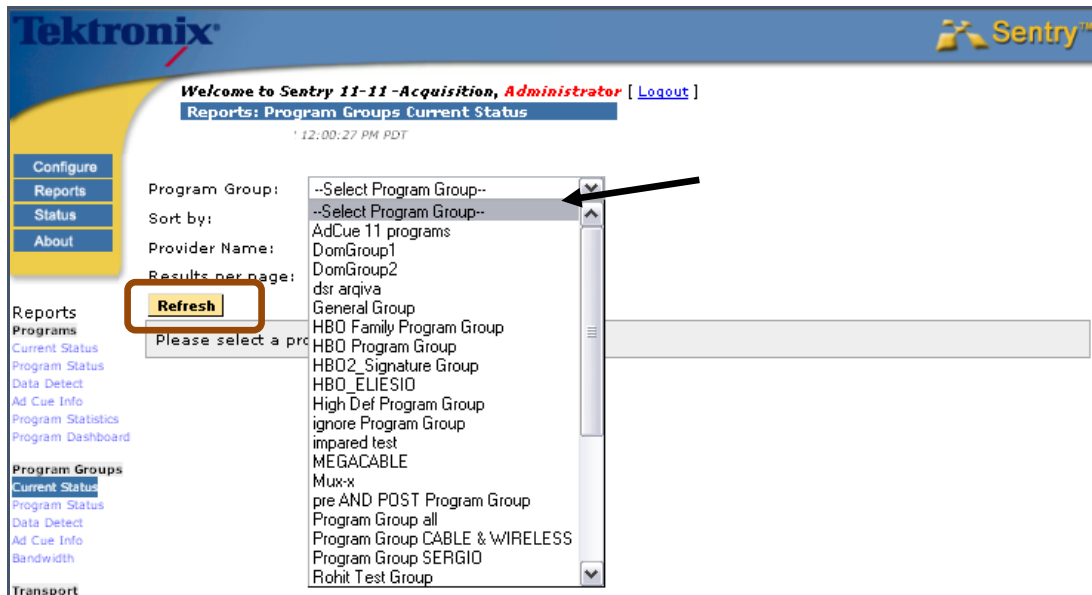 Tektronix
Sentry™
Welcome to Sentry 11-11 -Acquisition, Administrator [ Logout ]
Reports: Program Groups Current Status
12:00:27 PM PDT
Configure
Reports
Status
About
Program Group:
--Select Program Group--
Sort by:
Provider Name:
Results per page:
Refresh
Please select a pro
--Select Program Group--
AdCue 11 programs
DomGroup1
DomGroup2
dsr arqiva
General Group
HBO Family Program Group
HBO Program Group
HBO2_Signature Group
HBO_ELIESIO
High Def Program Group
ignore Program Group
impared test
MEGACABLE
Mux-x
pre AND POST Program Group
Program Group all
Program Group CABLE & WIRELESS
Program Group SERGIO
Rohit Test Group
Reports
Programs
Current Status
Program Status
Data Detect
Ad Cue Info
Program Statistics
Program Dashboard
Program Groups
Current Status
Program Status
Data Detect
Ad Cue Info
Bandwidth
Transport